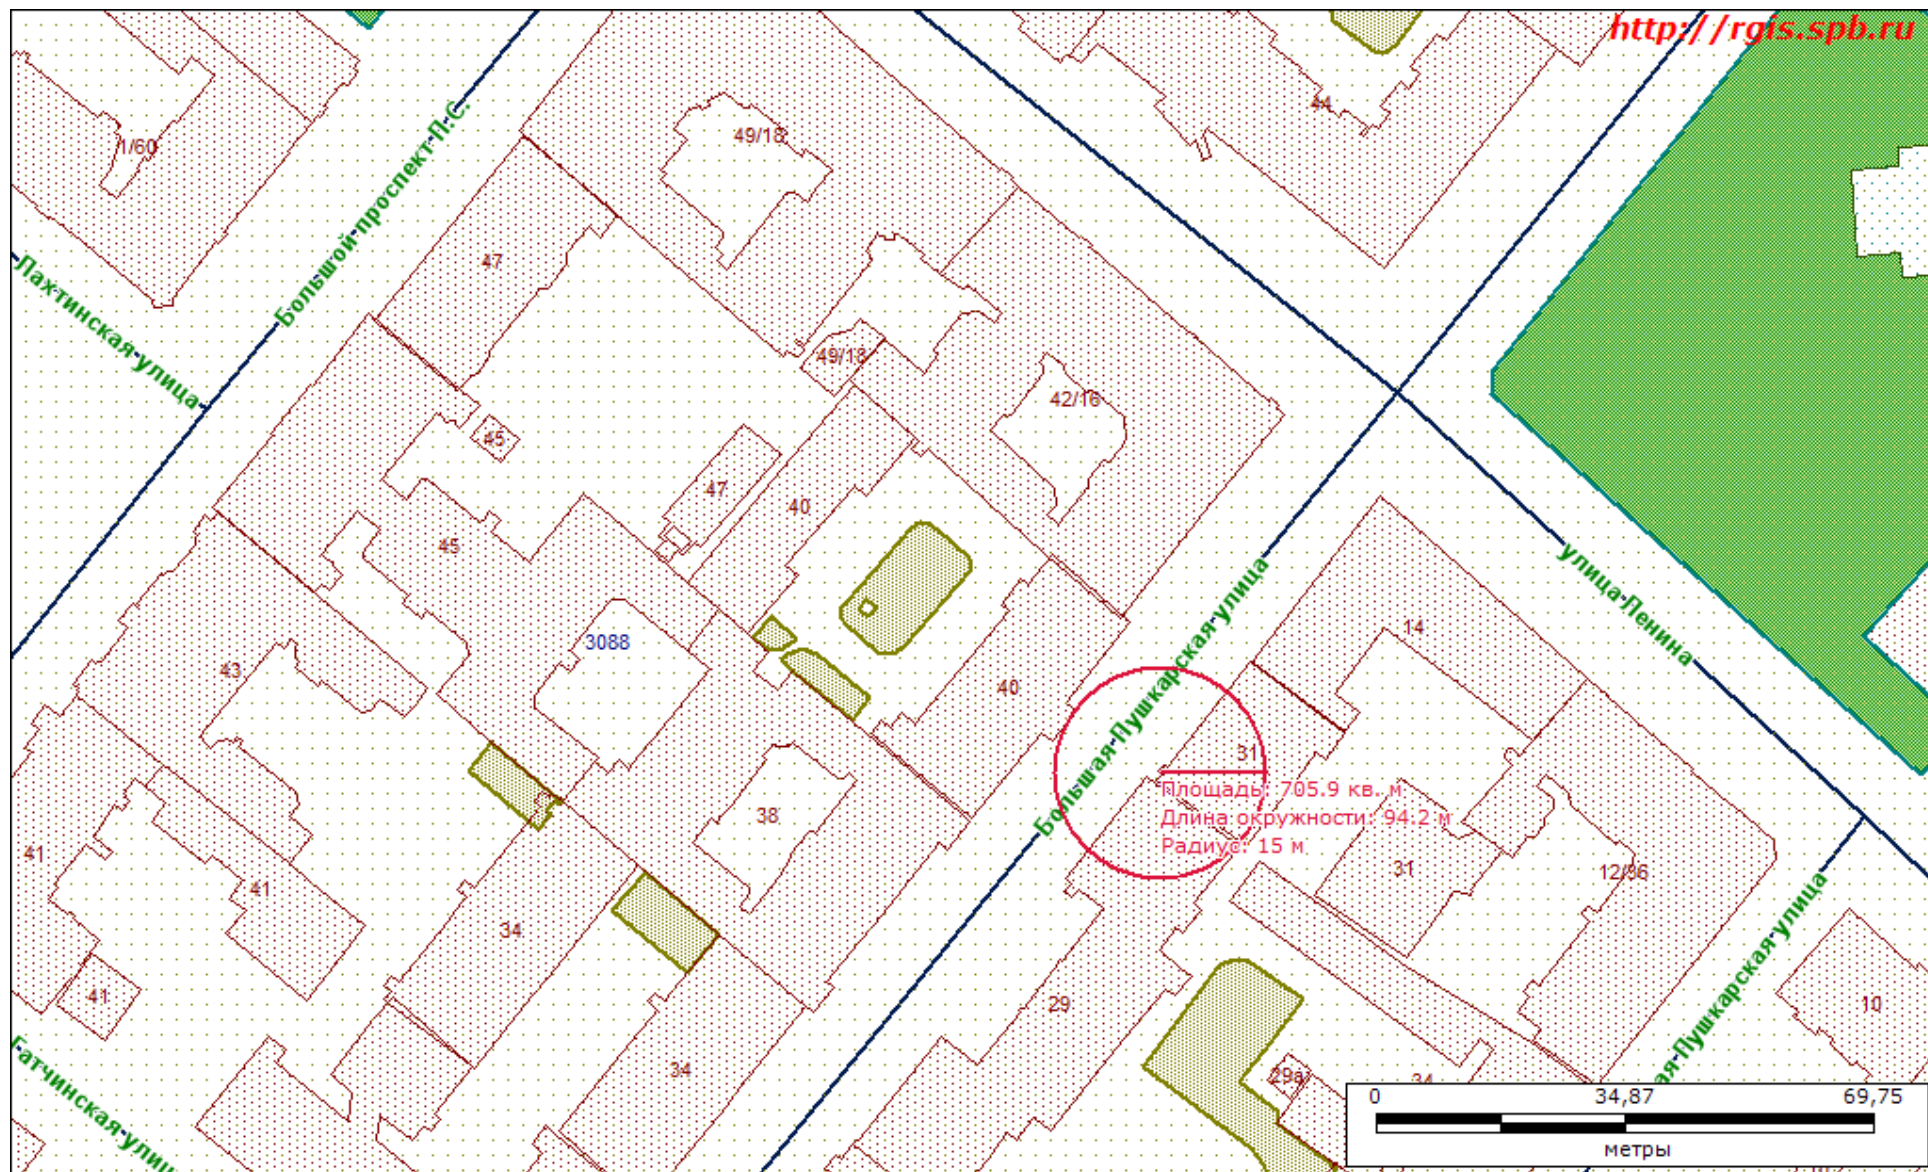 http://rgis.spb.ru
44
49/18
1/60
Большой проспект П.С.
47
Лахтинская улица
49/18
42/16
45
47
40
45
улица Ленина
14
3088
43
40
Большая Пушкарская улица
31
Площадь: 705.9 кв. м
Длина окружности: 94.2 м
Радиус: 15 м
38
41
41
31
12/36
34
41
29
10
ая Пушкарская улица
Гатчинская улиц
34
29а
34
0 34,87 69,75
метры